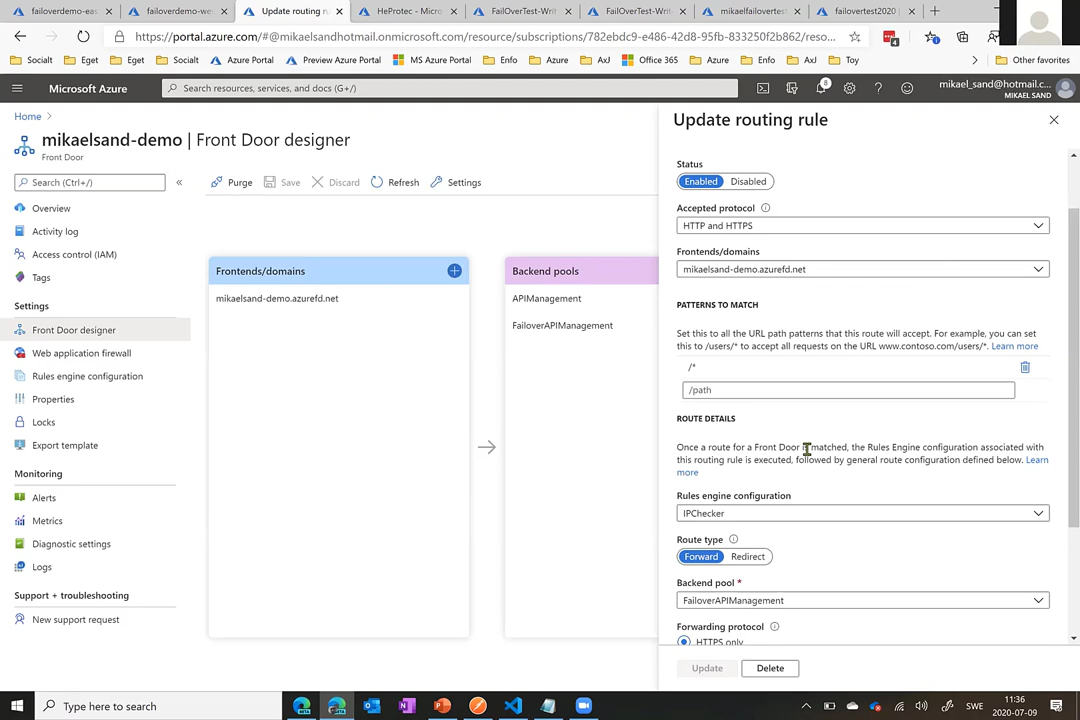 failoverdemo-eas
failoverdemo-wes
Update routing ru
HeProtec - Micro
FailOverTest-Writ
FailOverTest-Writ
mikaelfailovertest
failovertest2020 |
https://portal.azure.com/#@mikaelsandhotmail.onmicrosoft.com/resource/subscriptions/782ebdc9-e486-42d8-95fb-833250f2b862/reso...
4
Socialt
Eget
Eget
Socialt
Azure Portal
Preview Azure Portal
MS Azure Portal
Enfo
Azure
AxJ
Office 365
Azure
Enfo
AxJ
Toy
Other favorites
Microsoft Azure
Search resources, services, and docs (G+/)
8
mikael_sand@hotmail.c...
MIKAEL SAND
Home
mikaelsand-demo | Front Door designer
Front Door
Search (Ctrl+/)
Purge
Save
Discard
Refresh
Settings
Overview
Activity log
Access control (IAM)
Tags
Settings
Front Door designer
Web application firewall
Rules engine configuration
Properties
Locks
Export template
Monitoring
Alerts
Metrics
Diagnostic settings
Logs
Support + troubleshooting
New support request
Frontends/domains
mikaelsand-demo.azurefd.net
Backend pools
APIManagement
FailoverAPIManagement
Update routing rule
Status
Enabled
Disabled
Accepted protocol
HTTP and HTTPS
Frontends/domains
mikaelsand-demo.azurefd.net
PATTERNS TO MATCH
Set this to all the URL path patterns that this route will accept. For example, you can set
this to /users/* to accept all requests on the URL www.contoso.com/users/*. Learn more
/*
/path
ROUTE DETAILS
Once a route for a Front Door is matched, the Rules Engine configuration associated with
this routing rule is executed, followed by general route configuration defined below. Learn
more
Rules engine configuration
IPChecker
Route type
Forward
Redirect
Backend pool *
FailoverAPIManagement
Forwarding protocol
HTTPS only
Update
Delete
Type here to search
SWE
11:36
2020-07-09